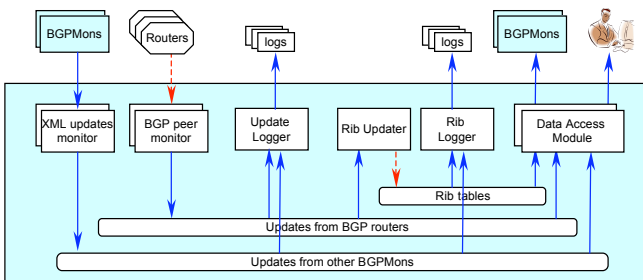 BGPMons
Routers
logs
logs
BGPMons
XML updates
monitor
BGP peer
monitor
Update
Logger
Rib Updater
Rib
Logger
Data Access
Module
Rib tables
Updates from BGP routers
Updates from other BGPMons